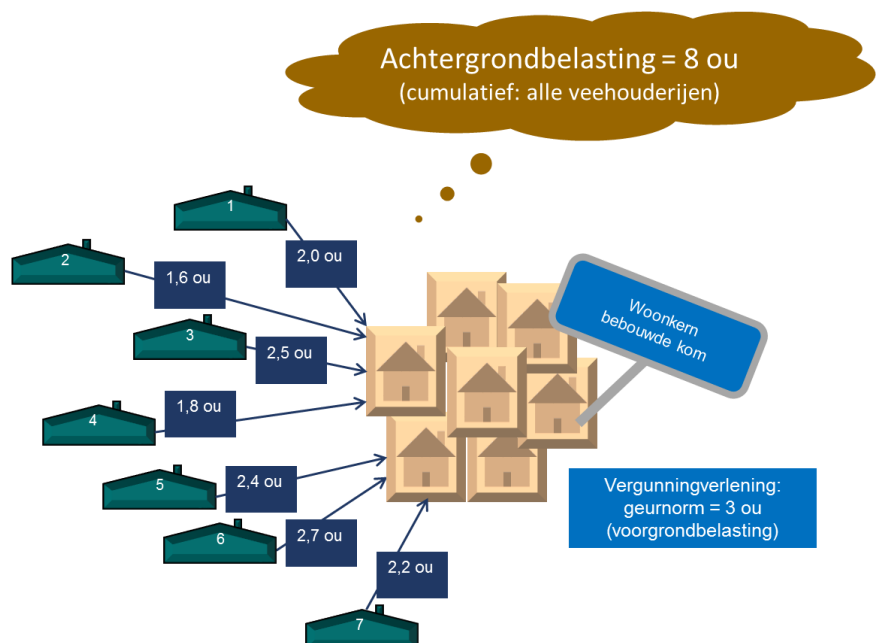 Achtergrondbelasting = 8 ou
(cumulatief: alle veehouderijen)
1
2,0 ou
2
1,6 ou
3
2,5 ou
4
1,8 ou
5
2,4 ou
6
2,7 ou
7
2,2 ou
Woonkern
bebouwde kom
Vergunningverlening:
geurnorm = 3 ou
(voorgrondbelasting)